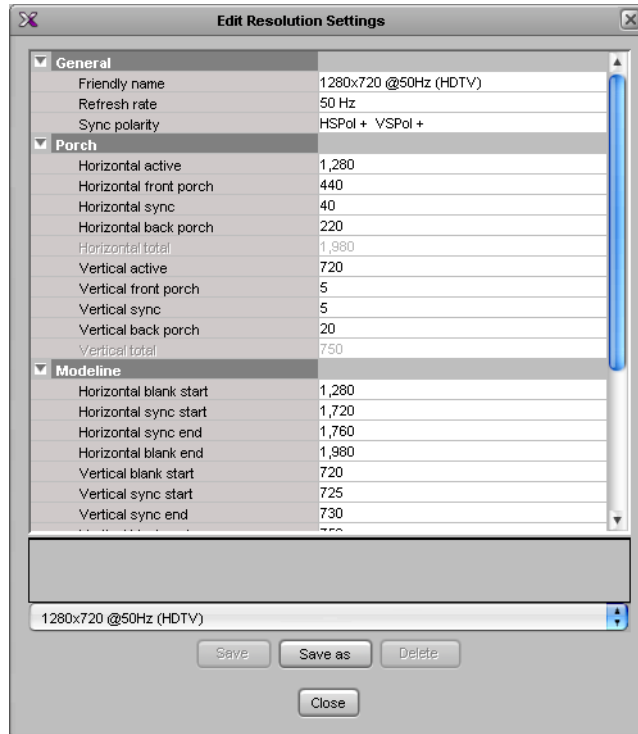 Edit Resolution Settings
General
Friendly name 1280x720 @50Hz (HDTV)
Refresh rate 50 Hz
Sync polarity HSPol + VSPol +
Porch
Horizontal active 1,280
Horizontal front porch 440
Horizontal sync 40
Horizontal back porch 220
Horizontal total 1,980
Vertical active 720
Vertical front porch 5
Vertical sync 5
Vertical back porch 20
Vertical total 750
Modeline
Horizontal blank start 1,280
Horizontal sync start 1,720
Horizontal sync end 1,760
Horizontal blank end 1,980
Vertical blank start 720
Vertical sync start 725
Vertical sync end 730
1280x720 @50Hz (HDTV)
Save Save as Delete
Close